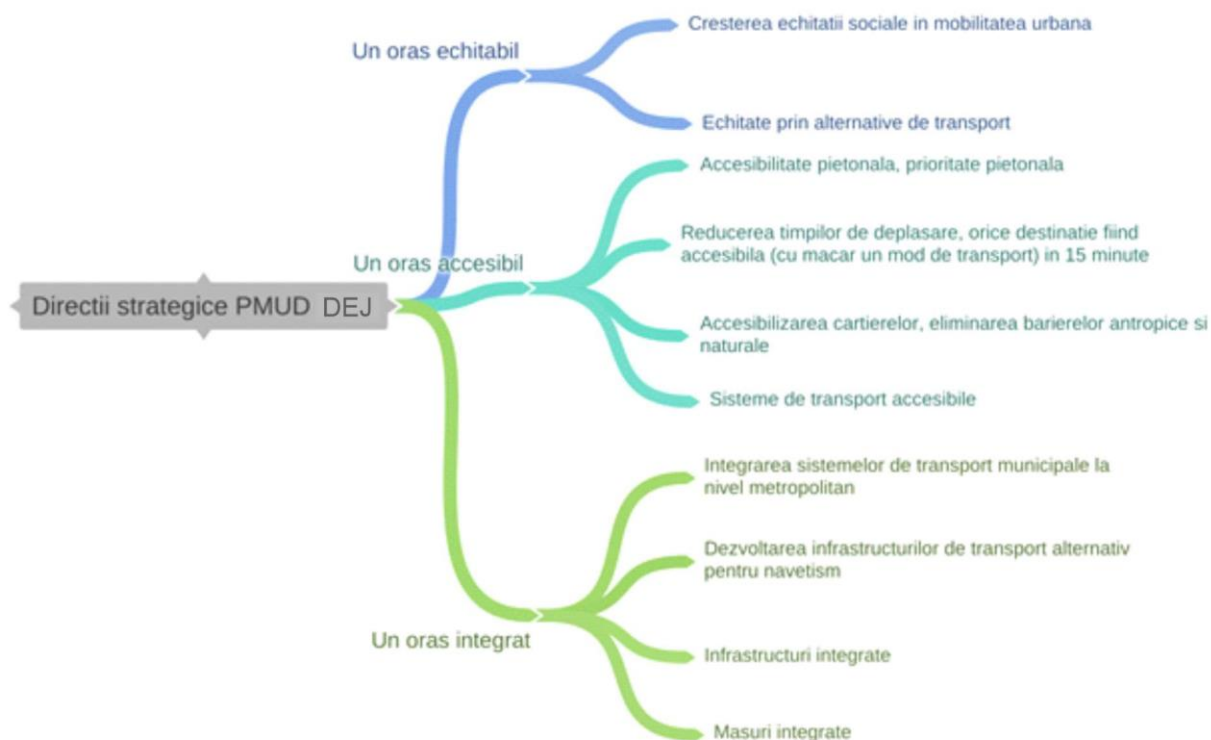 Directii strategice PMUD DEJ
Un oras echitabil
Cresterea echitatii sociale in mobilitatea urbana
Echitate prin alternative de transport
Un oras accesibil
Accesibilitate pietonala, prioritate pietonala
Reducerea timpilor de deplasare, orice destinatie fiind
accesibila (cu macar un mod de transport) in 15 minute
Accesibilizarea cartierelor, eliminarea barierelor antropice si
naturale
Sisteme de transport accesibile
Un oras integrat
Integrarea sistemelor de transport municipale la
nivel metropolitan
Dezvoltarea infrastructurilor de transport alternativ
pentru navetism
Infrastructuri integrate
Masuri integrate